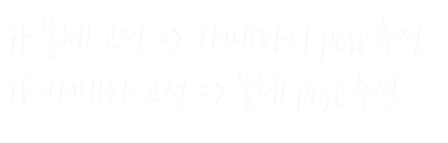 if 물체 고정 => 카메라의 pose 추정
if 카메라 고정 => 물체 pose 추정